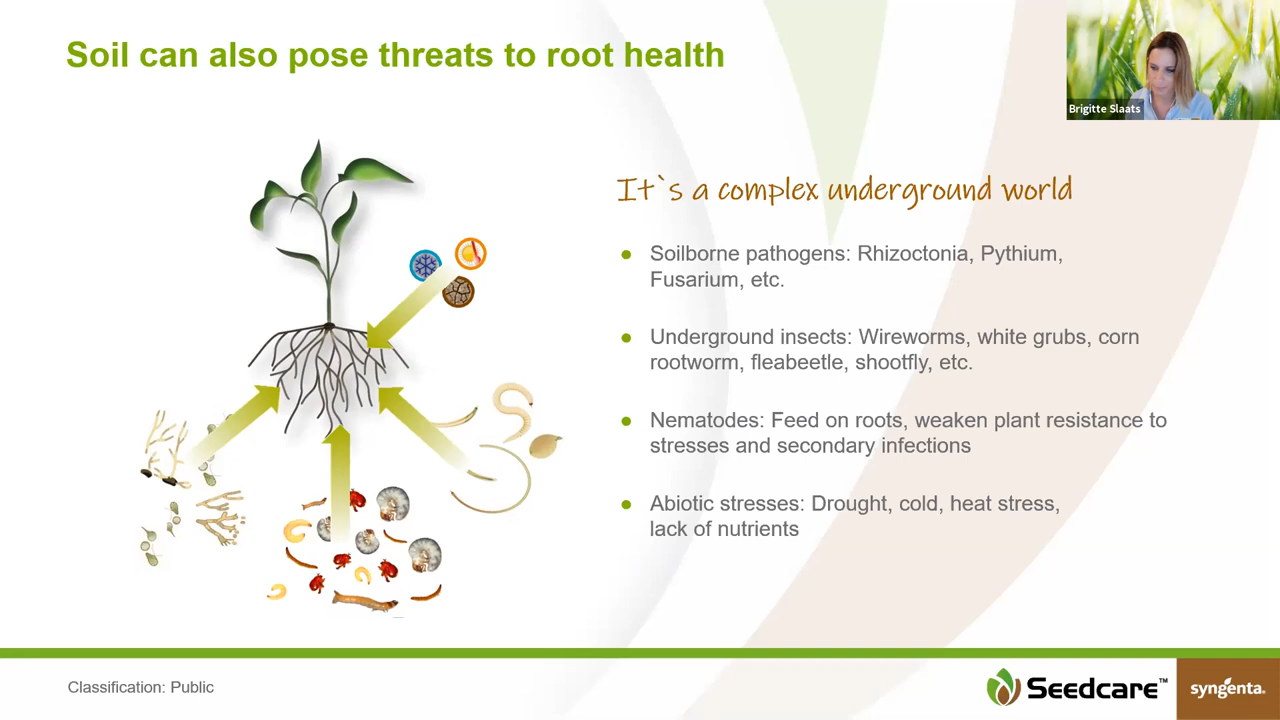 Soil can also pose threats to root health
Brigitte Slaats
It`s a complex underground world
Soilborne pathogens: Rhizoctonia, Pythium,
Fusarium, etc.
Underground insects: Wireworms, white grubs, corn
rootworm, fleabeetle, shootfly, etc.
Nematodes: Feed on roots, weaken plant resistance to
stresses and secondary infections
Abiotic stresses: Drought, cold, heat stress,
lack of nutrients
Classification: Public
Seedcare™
syngenta®